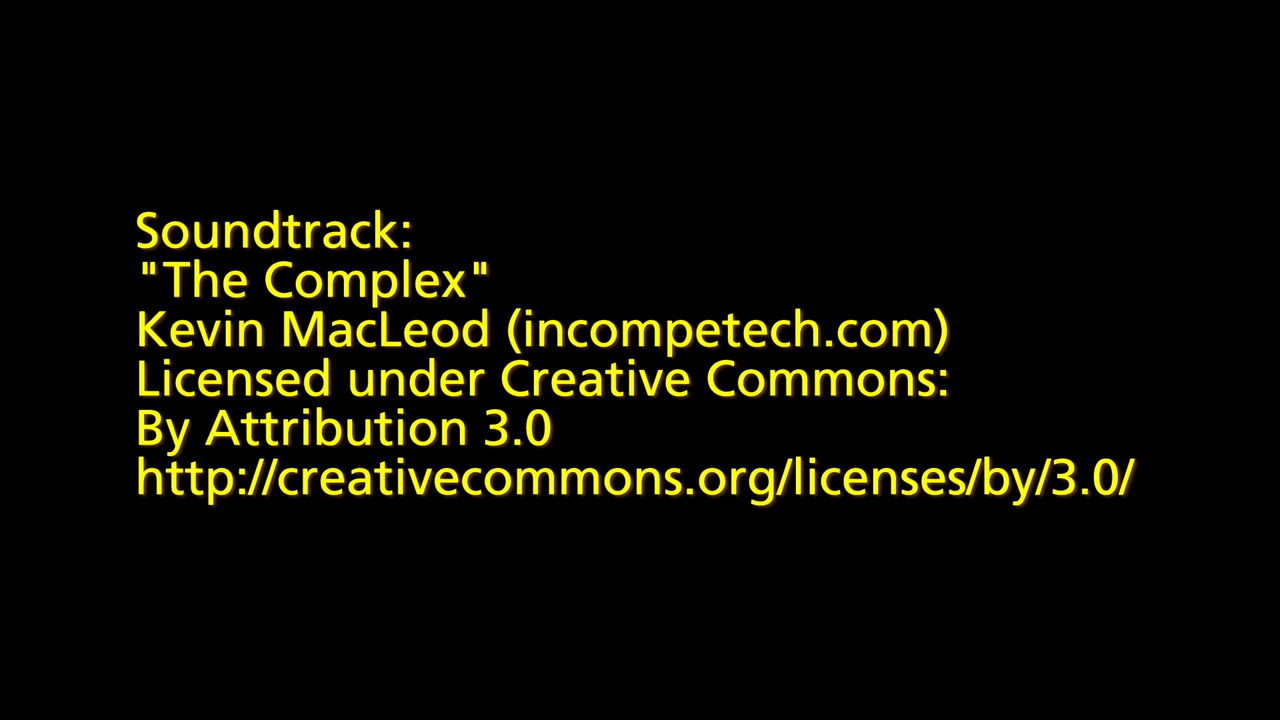 Soundtrack:
"The Complex"
Kevin MacLeod (incompetech.com)
Licensed under Creative Commons:
By Attribution 3.0
http://creativecommons.org/licenses/by/3.0/